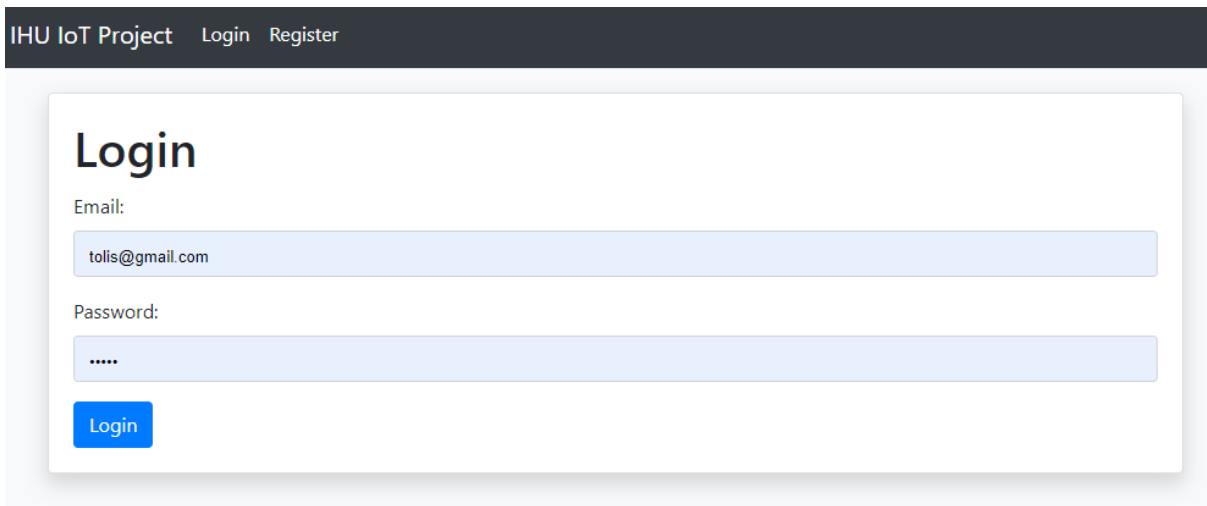 IHU IoT Project Login Register
Login
Email:
tolis@gmail.com
Password:
•••••
Login